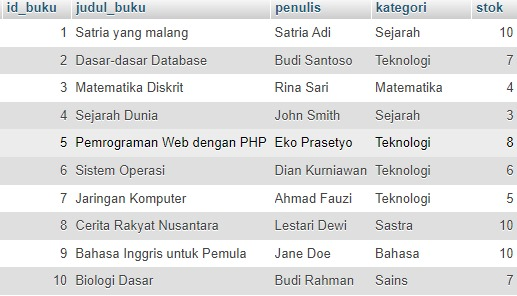 id_buku judul_buku penulis kategori stok
1 Satria yang malang Satria Adi Sejarah 10
2 Dasar-dasar Database Budi Santoso Teknologi 7
3 Matematika Diskrit Rina Sari Matematika 4
4 Sejarah Dunia John Smith Sejarah 3
5 Pemrograman Web dengan PHP Eko Prasetyo Teknologi 8
6 Sistem Operasi Dian Kurniawan Teknologi 6
7 Jaringan Komputer Ahmad Fauzi Teknologi 5
8 Cerita Rakyat Nusantara Lestari Dewi Sastra 10
9 Bahasa Inggris untuk Pemula Jane Doe Bahasa 10
10 Biologi Dasar Budi Rahman Sains 7